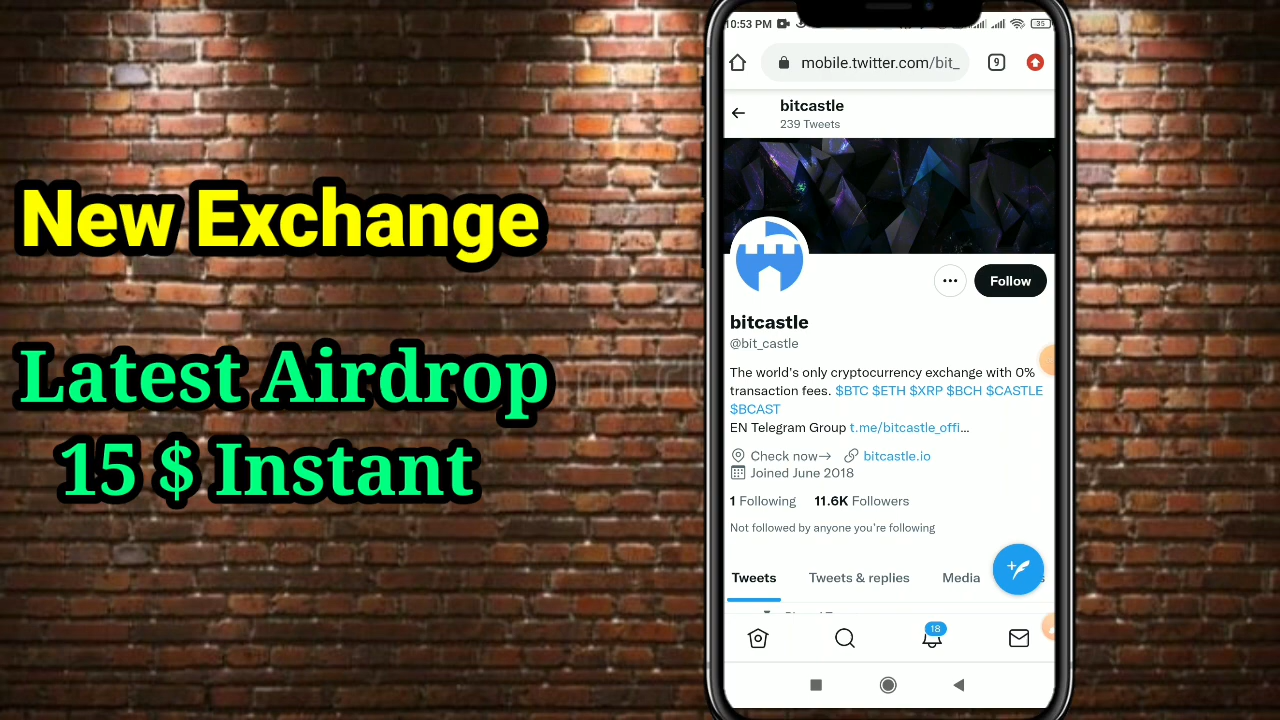 New Exchange
Latest Airdrop
15 $ Instant
10:53 PM
35
mobile.twitter.com/bit_
9
bitcastle
239 Tweets
Follow
bitcastle
@bit_castle
The world's only cryptocurrency exchange with 0%
transaction fees. $BTC $ETH $XRP $BCH $CASTLE
$BCAST
EN Telegram Group t.me/bitcastle_offi...
Check now→ bitcastle.io
Joined June 2018
1 Following 11.6K Followers
Not followed by anyone you're following
Tweets Tweets & replies Media
18